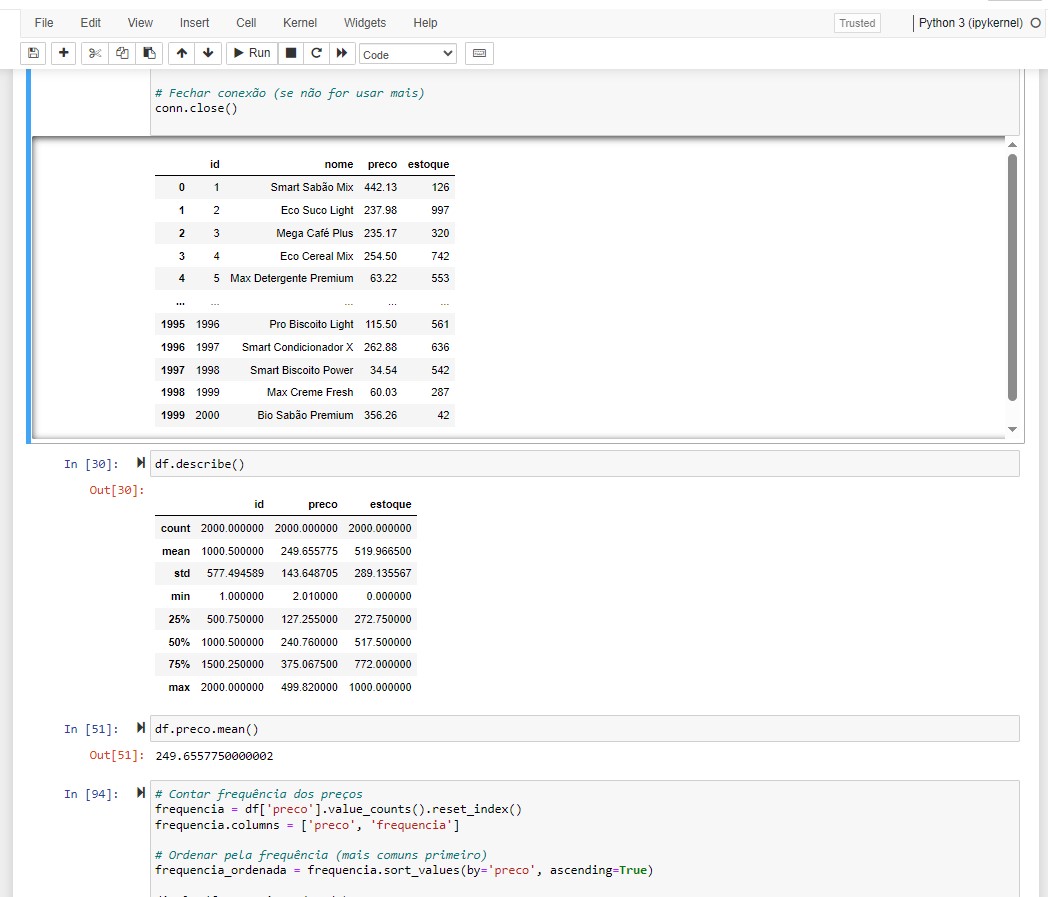 File Edit View Insert Cell Kernel Widgets Help Trusted Python 3 (ipykernel)
Run Code
# Fechar conexão (se não for usar mais)
conn.close()
id nome preco estoque
0 1 Smart Sabão Mix 442.13 126
1 2 Eco Suco Light 237.98 997
2 3 Mega Café Plus 235.17 320
3 4 Eco Cereal Mix 254.50 742
4 5 Max Detergente Premium 63.22 553
... ... ... ... ...
1995 1996 Pro Biscoito Light 115.50 561
1996 1997 Smart Condicionador X 262.88 636
1997 1998 Smart Biscoito Power 34.54 542
1998 1999 Max Creme Fresh 60.03 287
1999 2000 Bio Sabão Premium 356.26 42
In [30]: df.describe()
Out[30]:
id preco estoque
count 2000.000000 2000.000000 2000.000000
mean 1000.500000 249.655775 519.966500
std 577.494589 143.648705 289.135567
min 1.000000 2.010000 0.000000
25% 500.750000 127.255000 272.750000
50% 1000.500000 240.760000 517.500000
75% 1500.250000 375.067500 772.000000
max 2000.000000 499.820000 1000.000000
In [51]: df.preco.mean()
Out[51]: 249.6557750000002
In [94]: # Contar frequência dos preços
frequencia = df['preco'].value_counts().reset_index()
frequencia.columns = ['preco', 'frequencia']
# Ordenar pela frequência (mais comuns primeiro)
frequencia_ordenada = frequencia.sort_values(by='preco', ascending=True)